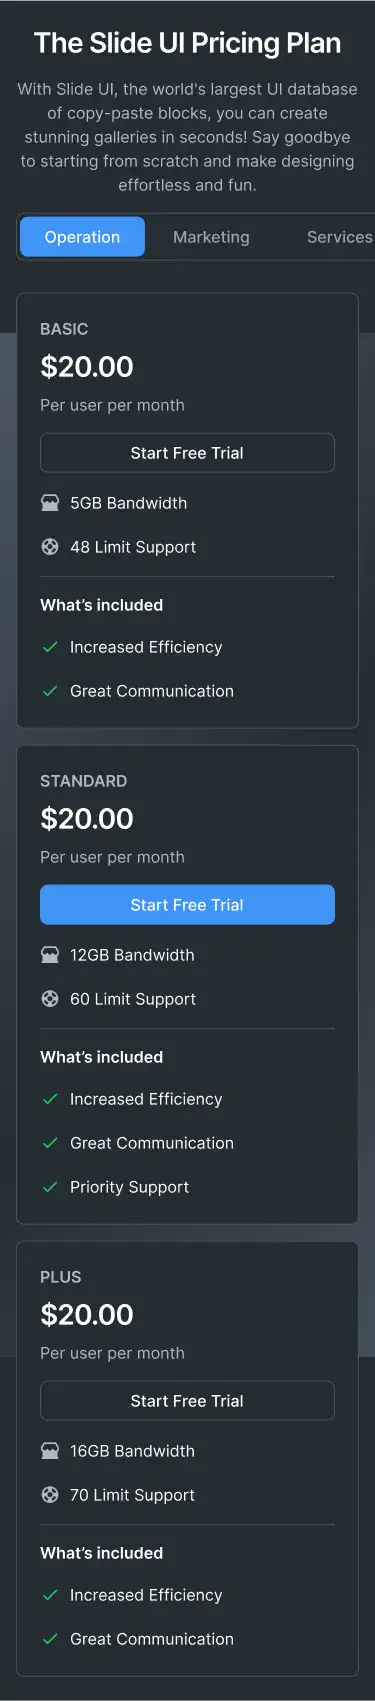 The Slide UI Pricing Plan
With Slide UI, the world's largest UI database
of copy-paste blocks, you can create
stunning galleries in seconds! Say goodbye
to starting from scratch and make designing
effortless and fun.
Operation Marketing Services
BASIC
$20.00
Per user per month
Start Free Trial
5GB Bandwidth
48 Limit Support
What's included
Increased Efficiency
Great Communication
STANDARD
$20.00
Per user per month
Start Free Trial
12GB Bandwidth
60 Limit Support
What's included
Increased Efficiency
Great Communication
Priority Support
PLUS
$20.00
Per user per month
Start Free Trial
16GB Bandwidth
70 Limit Support
What's included
Increased Efficiency
Great Communication